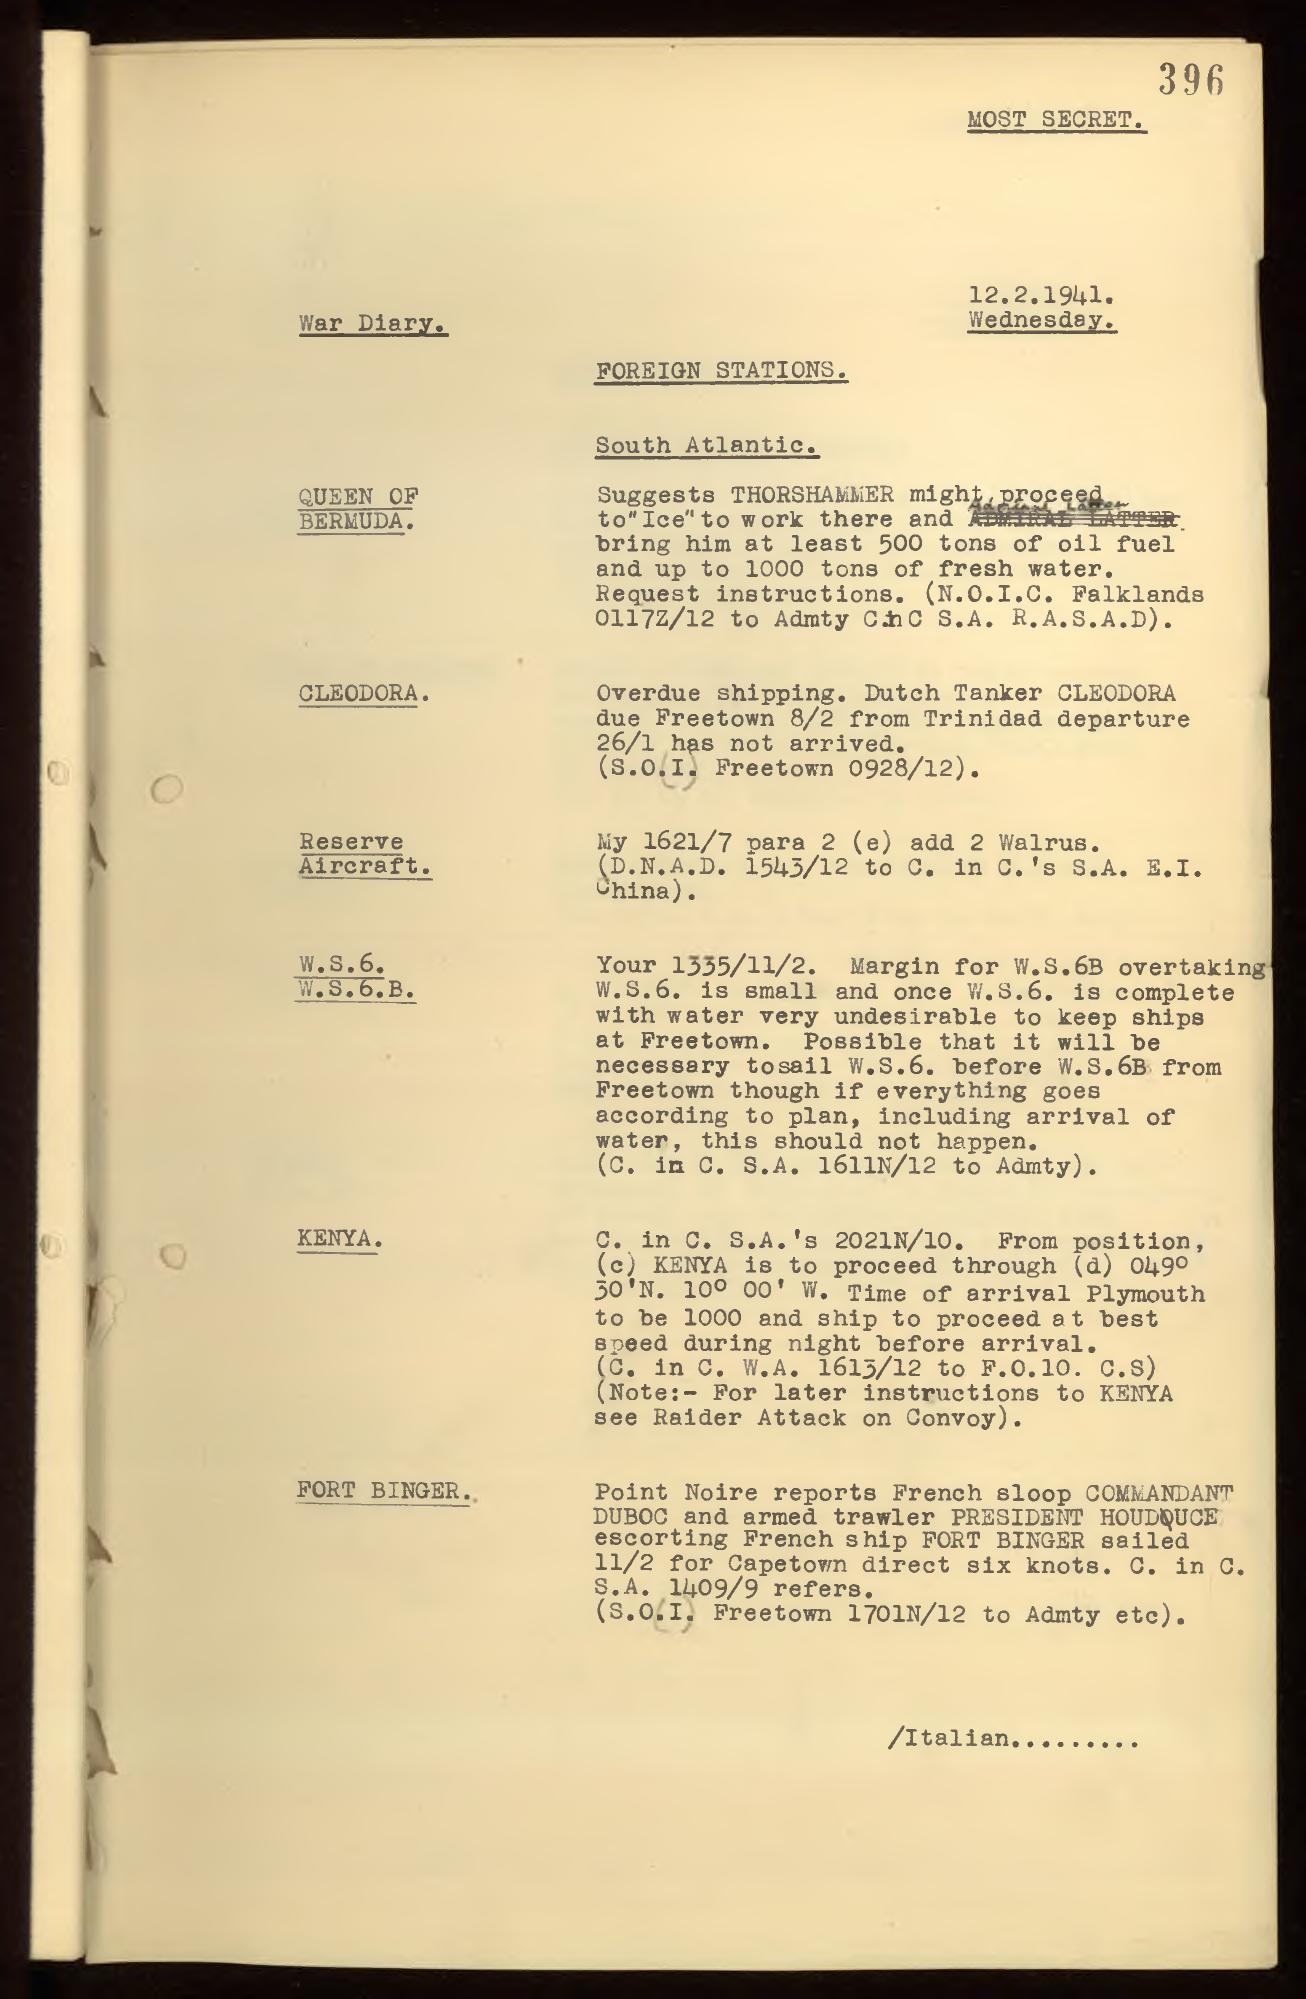 396
MOST SECRET.
12.2.1941.
War Diary.
Wednesday.
FOREIGN STATIONS.
South Atlantic.
QUEEN OF
BERMUDA.
Suggests THORSHAMMER might, proceed
Admiral Latter
to"Ice"to work there and ADMIRAL LATTER.
bring him at least 500 tons of oil fuel
and up to 1000 tons of fresh water.
Request instructions. (N.O.I.C. Falklands
0117Z/12 to Admty C.inC S.A. R.A.S.A.D).
CLEODORA.
Overdue shipping. Dutch Tanker CLEODORA
due Freetown 8/2 from Trinidad departure
26/1 has not arrived.
(S.O.(I) Freetown 0928/12).
Reserve
Aircraft.
My 1621/7 para 2 (e) add 2 Walrus.
(D.N.A.D. 1543/12 to C. in C.'s S.A. E.I.
China).
W.S.6.
W.S.6.B.
Your 1335/11/2. Margin for W.S.6B overtaking
W.S.6. is small and once W.S.6. is complete
with water very undesirable to keep ships
at Freetown. Possible that it will be
necessary tosail W.S.6. before W.S.6B from
Freetown though if everything goes
according to plan, including arrival of
water, this should not happen.
(C. in C. S.A. 1611N/12 to Admty).
KENYA.
C. in C. S.A.'s 2021N/10. From position,
(c) KENYA is to proceed through (d) 049°
30'N. 10° 00' W. Time of arrival Plymouth
to be 1000 and ship to proceed at best
speed during night before arrival.
(C. in C. W.A. 1613/12 to F.O.10. C.S)
(Note:- For later instructions to KENYA
see Raider Attack on Convoy).
FORT BINGER.
Point Noire reports French sloop COMMANDANT
DUBOC and armed trawler PRESIDENT HOUDQUCE
escorting French ship FORT BINGER sailed
11/2 for Capetown direct six knots. C. in C.
S.A. 1409/9 refers.
(S.O.(I) Freetown 1701N/12 to Admty etc).
/Italian.........